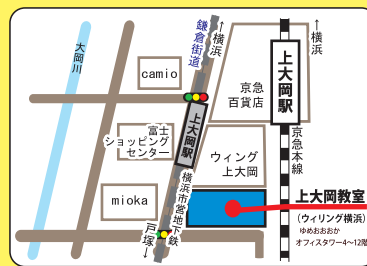 大岡川
鎌倉街道
↑横浜
camio
京急
百貨店
↑横浜
上大岡駅
京急本線
上大岡駅
富士
ショッピング
センター
ウィング
上大岡
mioka
横浜市営地下鉄
戸塚↓
上大岡教室
(ウィリング横浜)
ゆめおおおか
オフィスタワー4～12階